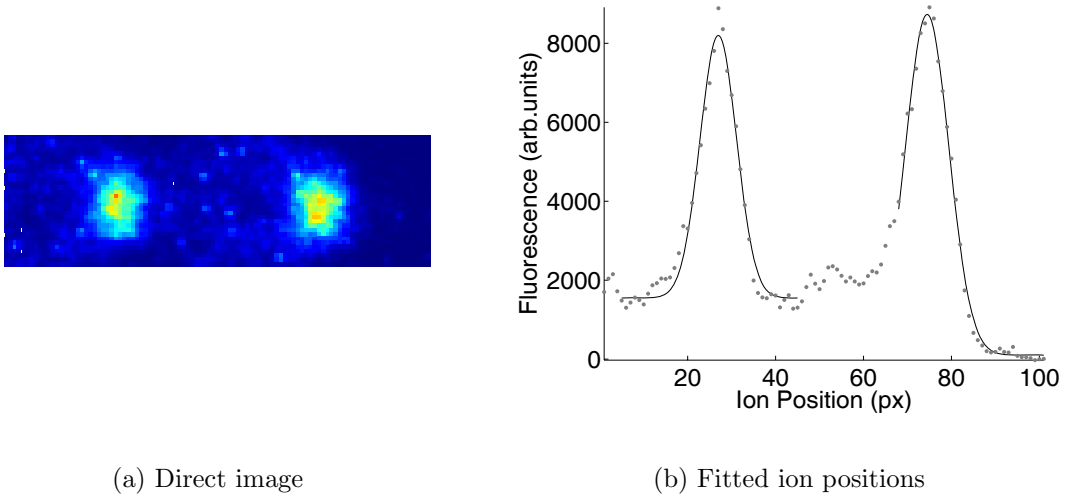 8000
6000
4000
2000
0
Fluorescence (arb.units)
20 40 60 80 100
Ion Position (px)
(a) Direct image
(b) Fitted ion positions